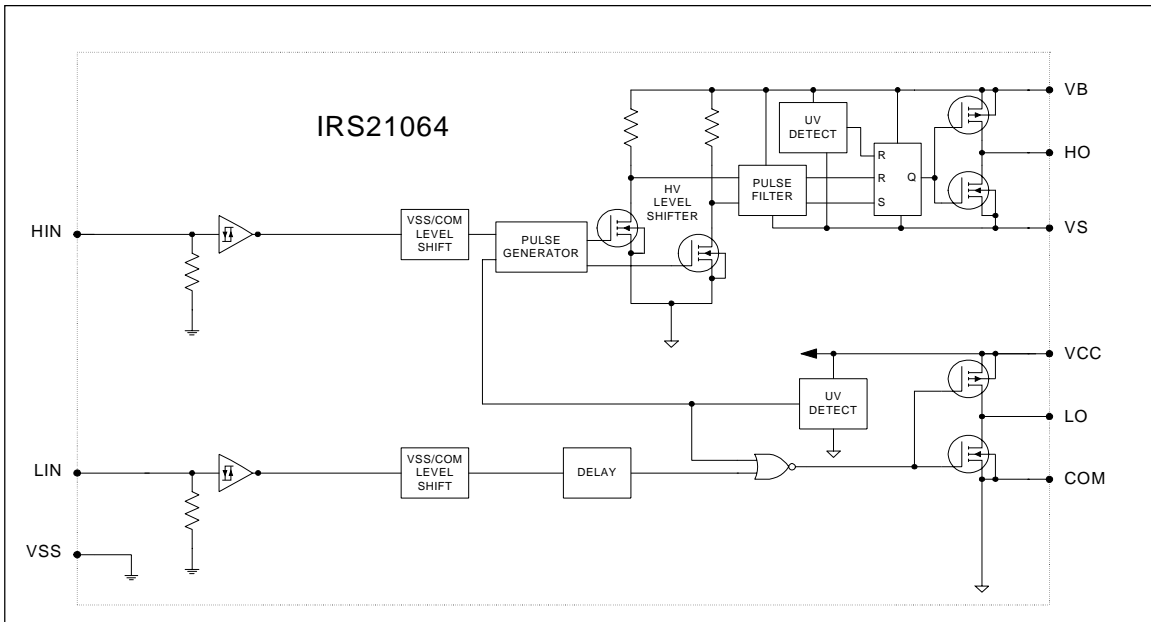 IRS21064
VB
UV
DETECT
R
R
S
Q
HO
PULSE
FILTER
HV
LEVEL
SHIFTER
VS
HIN
VSS/COM
LEVEL
SHIFT
PULSE
GENERATOR
VCC
UV
DETECT
LO
LIN
VSS/COM
LEVEL
SHIFT
DELAY
COM
VSS